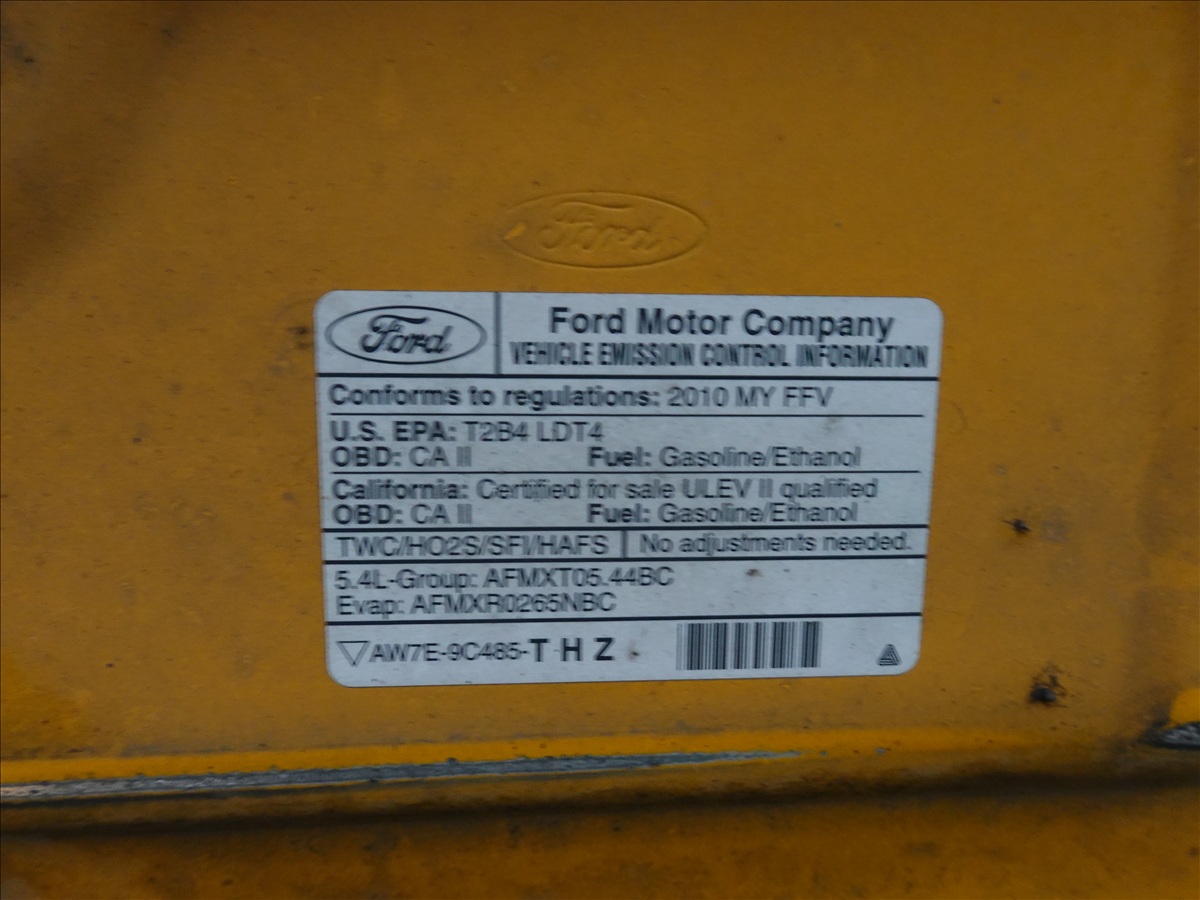 Ford
Ford
Ford Motor Company
VEHICLE EMISSION CONTROL INFORMATION
Conforms to regulations: 2010 MY FFV
U.S. EPA: T2B4 LDT4
OBD: CA II Fuel: Gasoline/Ethanol
California: Certified for sale ULEV II qualified
OBD: CA II Fuel: Gasoline/Ethanol
TWC/HO2S/SFI/HAFS No adjustments needed.
5.4L-Group: AFMXT05.44BC
Evap: AFMXR0265NBC
AW7E-9C485-T H Z